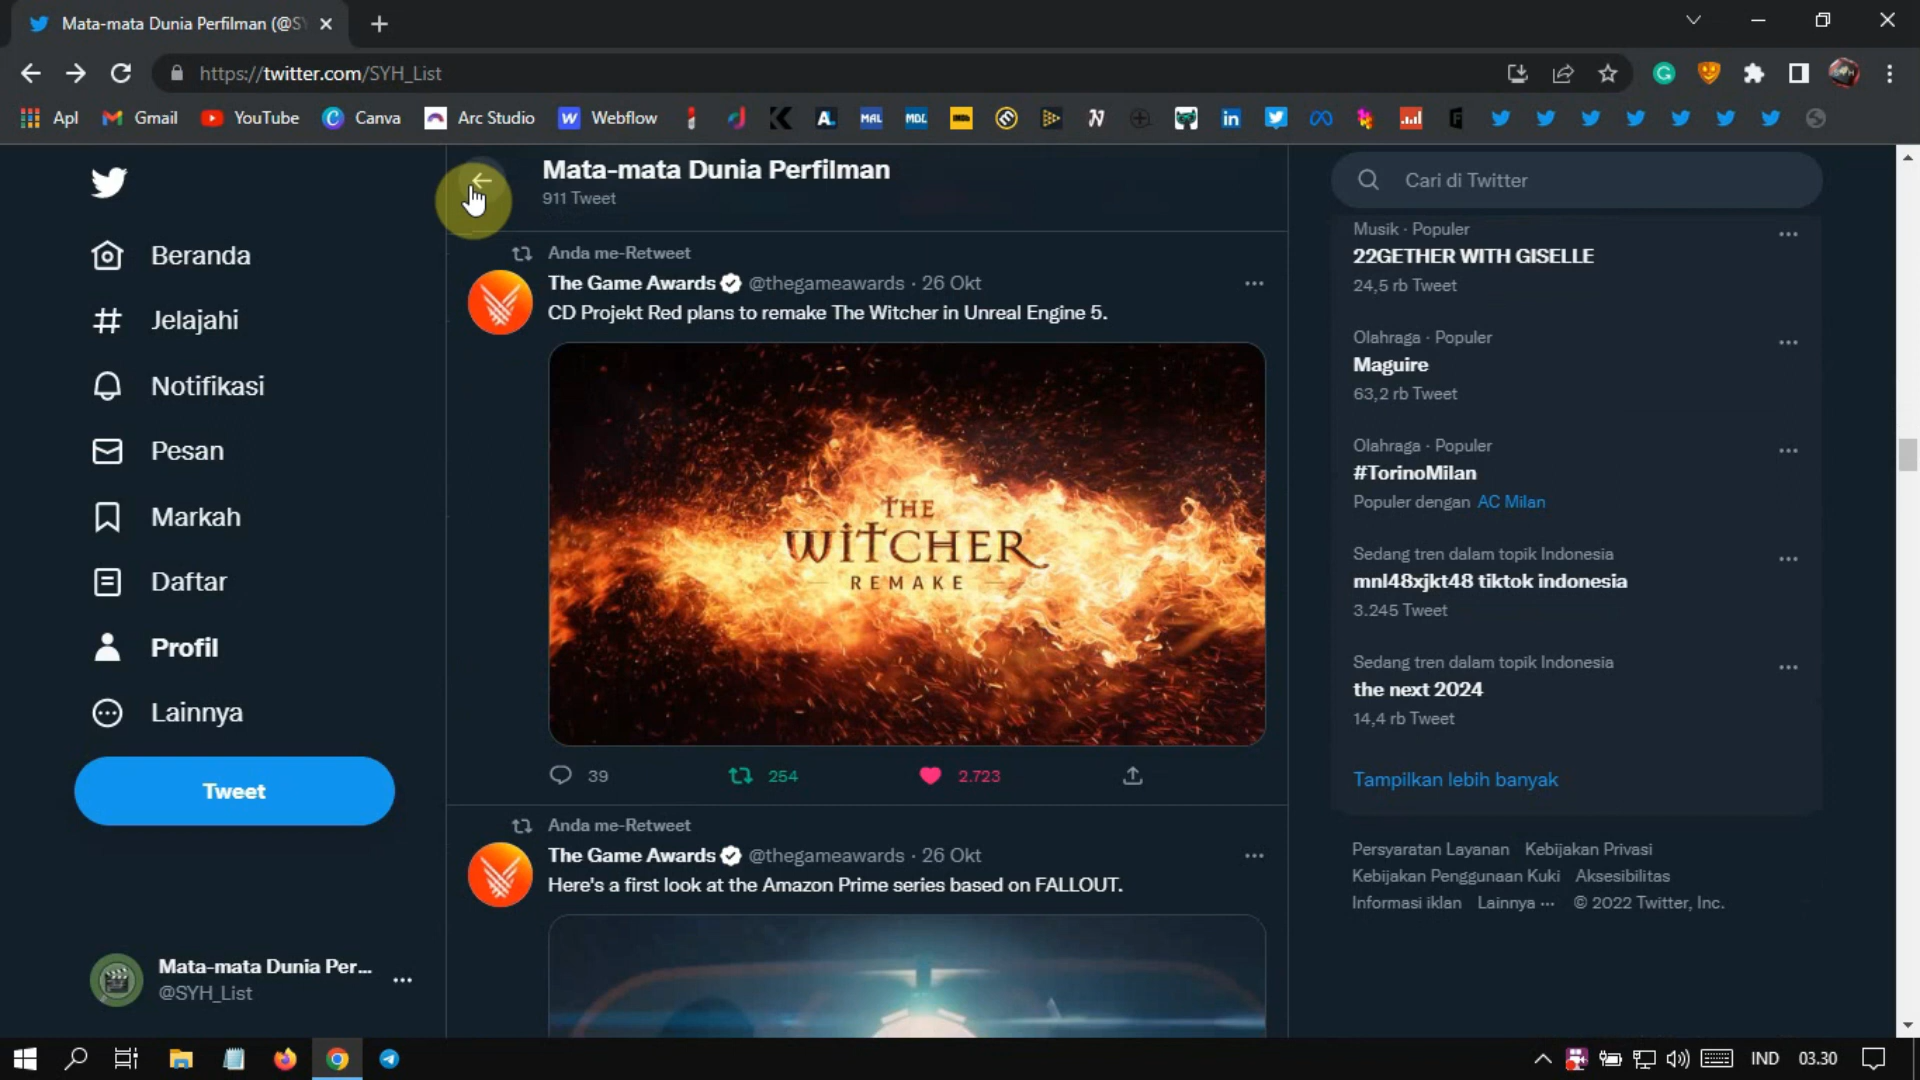 Mata-mata Dunia Perfilman (@SY
https://twitter.com/SYH_List
Apl
Gmail
YouTube
Canva
Arc Studio
Webflow
MAL
MDL
Mata-mata Dunia Perfilman
911 Tweet
Cari di Twitter
Beranda
Jelajahi
Notifikasi
Pesan
Markah
Daftar
Profil
Lainnya
Tweet
Mata-mata Dunia Per...
@SYH_List
Anda me-Retweet
The Game Awards @thegameawards · 26 Okt
CD Projekt Red plans to remake The Witcher in Unreal Engine 5.
THE
WITCHER
REMAKE
39
254
2.723
Anda me-Retweet
The Game Awards @thegameawards · 26 Okt
Here's a first look at the Amazon Prime series based on FALLOUT.
Musik · Populer
22GETHER WITH GISELLE
24,5 rb Tweet
Olahraga · Populer
Maguire
63,2 rb Tweet
Olahraga · Populer
#TorinoMilan
Populer dengan AC Milan
Sedang tren dalam topik Indonesia
mnl48xjkt48 tiktok indonesia
3.245 Tweet
Sedang tren dalam topik Indonesia
the next 2024
14,4 rb Tweet
Tampilkan lebih banyak
Persyaratan Layanan Kebijakan Privasi
Kebijakan Penggunaan Kuki Aksesibilitas
Informasi iklan Lainnya ··· © 2022 Twitter, Inc.
IND
03.30